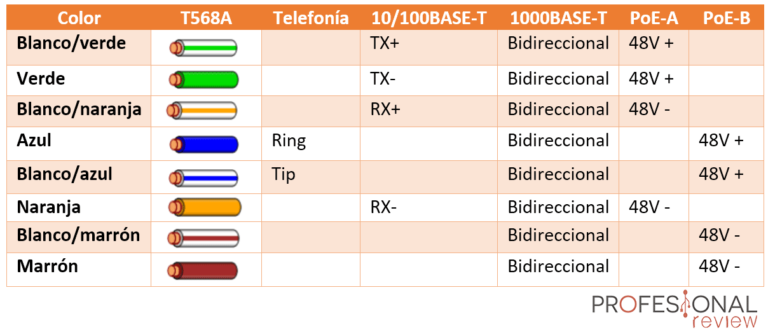 Color T568A Telefonía 10/100BASE-T 1000BASE-T PoE-A PoE-B
Blanco/verde TX+ Bidireccional 48V +
Verde TX- Bidireccional 48V +
Blanco/naranja RX+ Bidireccional 48V -
Azul Ring Bidireccional 48V +
Blanco/azul Tip Bidireccional 48V +
Naranja RX- Bidireccional 48V -
Blanco/marrón Bidireccional 48V -
Marrón Bidireccional 48V -
PROFESIONAL
review